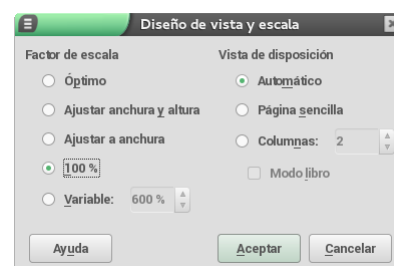 Diseño de vista y escala
Factor de escala
Óptimo
Ajustar anchura y altura
Ajustar a anchura
100 %
Variable: 600 %
Vista de disposición
Automático
Página sencilla
Columnas: 2
Modo libro
Ayuda
Aceptar
Cancelar